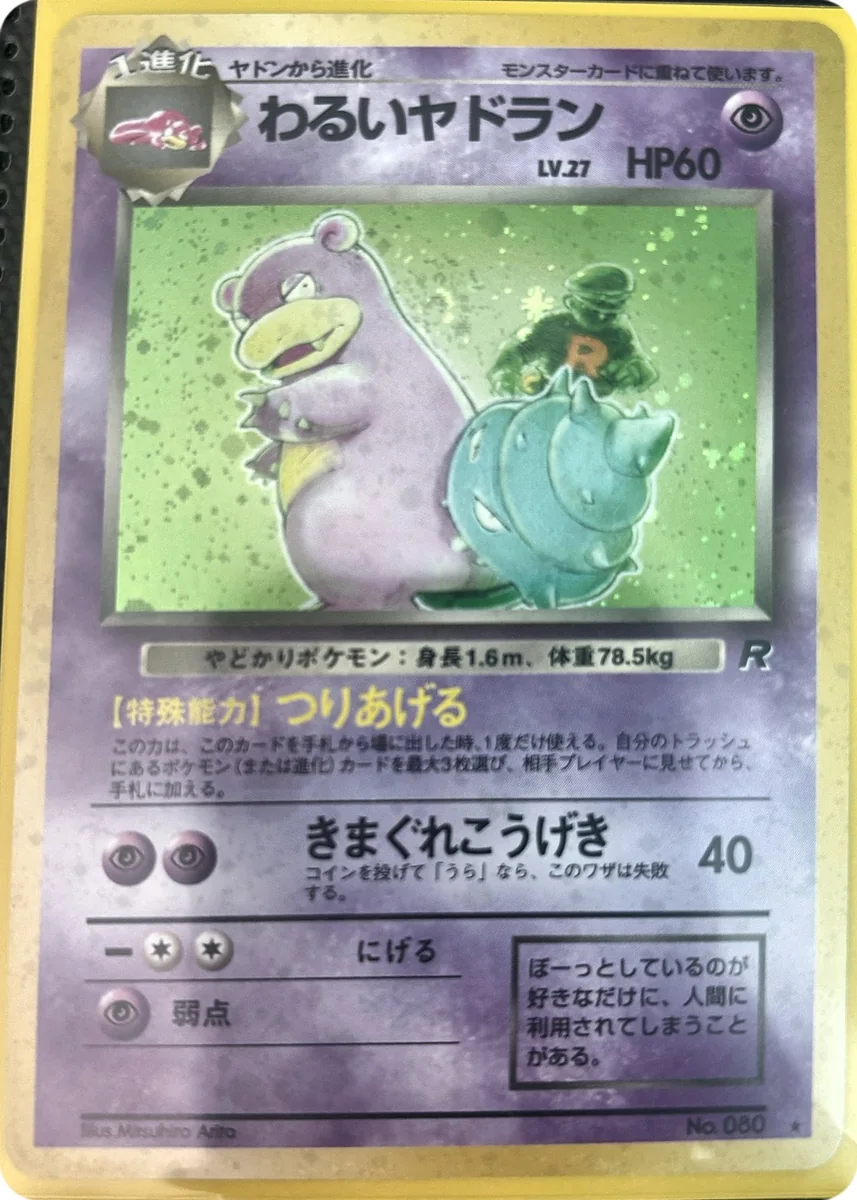 1進化
ヤドンから進化
モンスターカードに重ねて使います。
わるいヤドラン
LV.27 HP60
R
やどかりポケモン：身長1.6m、体重78.5kg
R
【特殊能力】つりあげる
この力は、このカードを手札から場に出した時、1度だけ使える。自分のトラッシュ
にあるポケモン(または進化)カードを最大3枚選び、相手プレイヤーに見せてから、
手札に加える。
きまぐれこうげき
40
コインを投げて「うら」なら、このワザは失敗
する。
にげる
弱点
ぼーっとしているのが
好きなだけに、人間に
利用されてしまうこと
がある。
Illus. Mitsuhiro Arita
No. 080